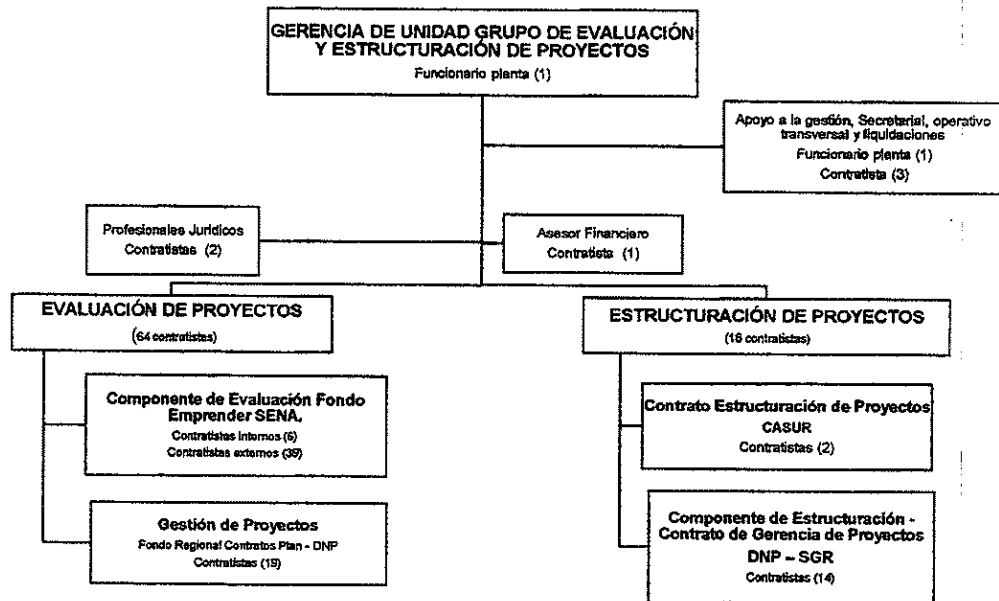 GERENCIA DE UNIDAD GRUPO DE EVALUACIÓN
Y ESTRUCTURACIÓN DE PROYECTOS
Funcionario planta (1)
Apoyo a la gestión, Secretarial, operativo
transversal y liquidaciones
Funcionario planta (1)
Contratista (3)
Profesionales Jurídicos
Contratistas (2)
Asesor Financiero
Contratista (1)
EVALUACIÓN DE PROYECTOS
(64 contratistas)
Componente de Evaluación Fondo
Emprender SENA.
Contratistas internos (6)
Contratistas externos (39)
Gestión de Proyectos
Fondo Regional Contratos Plan - DNP
Contratistas (19)
ESTRUCTURACIÓN DE PROYECTOS
(16 contratistas)
Contrato Estructuración de Proyectos
CASUR
Contratistas (2)
Componente de Estructuración -
Contrato de Gerencia de Proyectos
DNP – SGR
Contratistas (14)